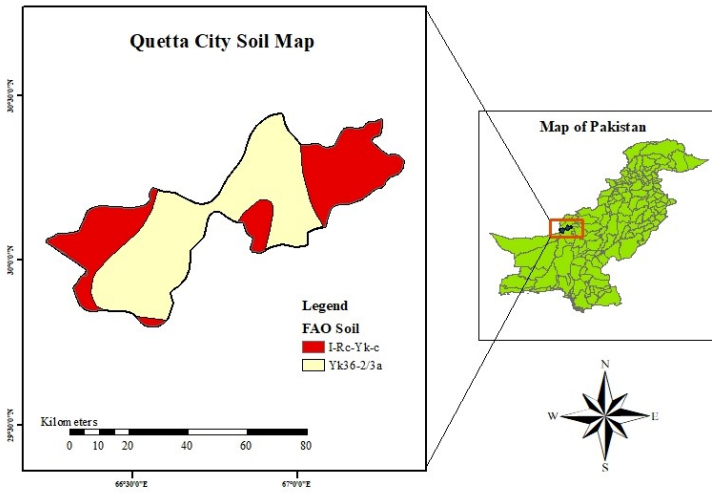 Quetta City Soil Map
Map of Pakistan
30°30'0"E
30°0'0"E
29°30'0"E
Legend
FAO Soil
I-Rc-Yk-c
Yk36-2/3a
Kilometers
0 5 10 20 40 60 80
66°30'0"E
67°0'0"E
N
W
E
S